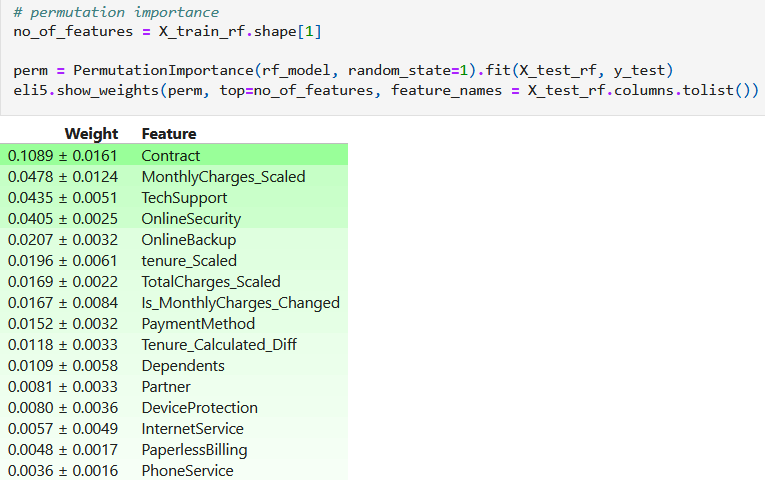 # permutation importance
no_of_features = X_train_rf.shape[1]
perm = PermutationImportance(rf_model, random_state=1).fit(X_test_rf, y_test)
eli5.show_weights(perm, top=no_of_features, feature_names = X_test_rf.columns.tolist())
Weight Feature
0.1089 ± 0.0161 Contract
0.0478 ± 0.0124 MonthlyCharges_Scaled
0.0435 ± 0.0051 TechSupport
0.0405 ± 0.0025 OnlineSecurity
0.0207 ± 0.0032 OnlineBackup
0.0196 ± 0.0061 tenure_Scaled
0.0169 ± 0.0022 TotalCharges_Scaled
0.0167 ± 0.0084 Is_MonthlyCharges_Changed
0.0152 ± 0.0032 PaymentMethod
0.0118 ± 0.0033 Tenure_Calculated_Diff
0.0109 ± 0.0058 Dependents
0.0081 ± 0.0033 Partner
0.0080 ± 0.0036 DeviceProtection
0.0057 ± 0.0049 InternetService
0.0048 ± 0.0017 PaperlessBilling
0.0036 ± 0.0016 PhoneService